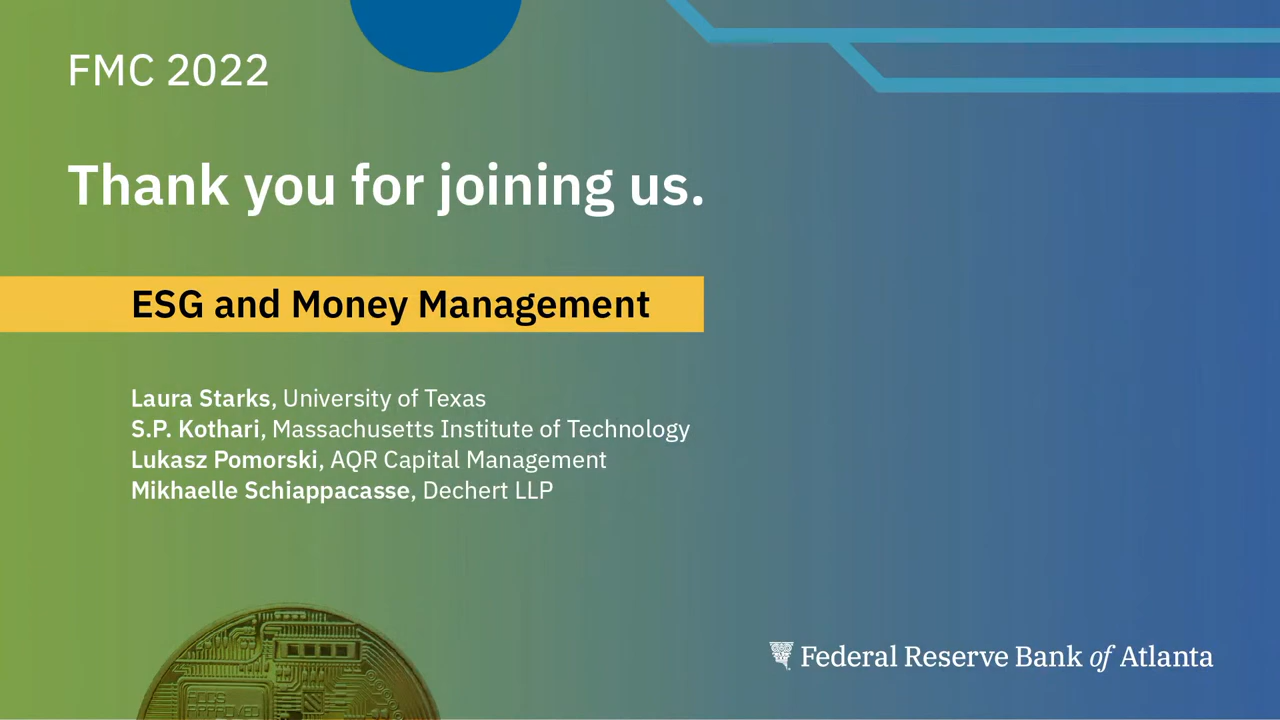 FMC 2022
Thank you for joining us.
ESG and Money Management
Laura Starks, University of Texas
S.P. Kothari, Massachusetts Institute of Technology
Lukasz Pomorski, AQR Capital Management
Mikhaelle Schiappacasse, Dechert LLP
Federal Reserve Bank of Atlanta